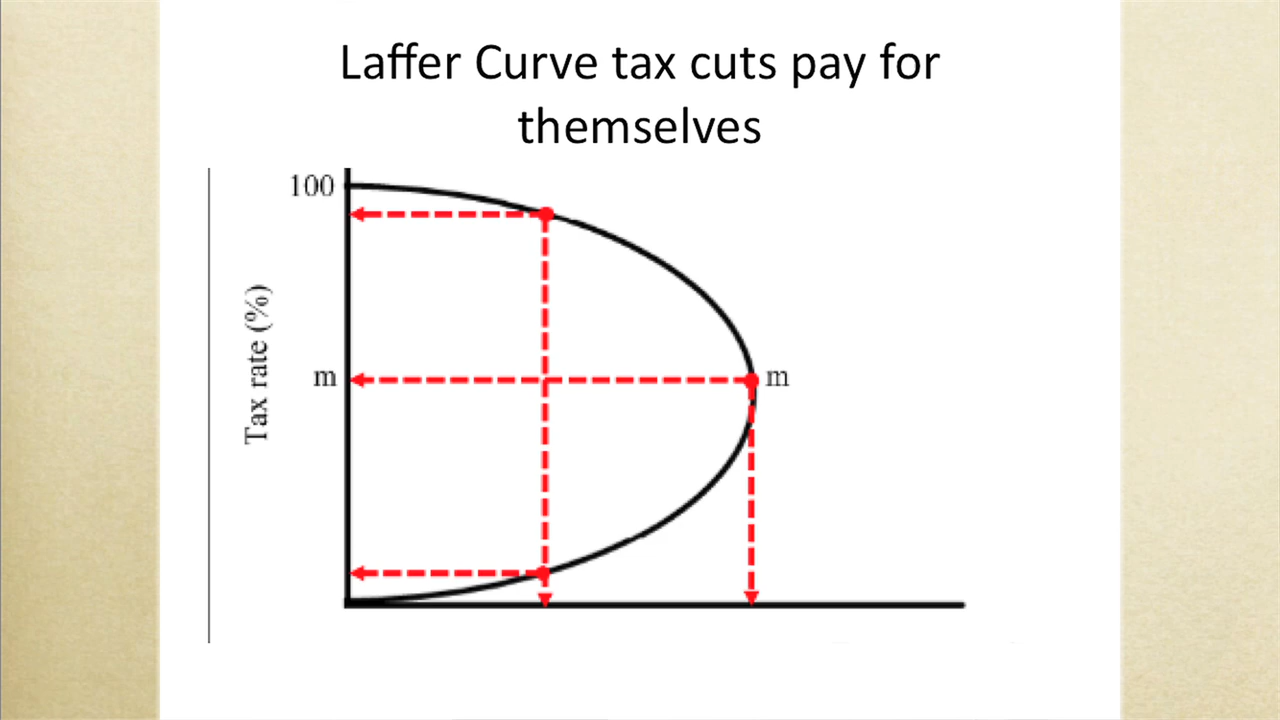 Laffer Curve tax cuts pay for
themselves
100
Tax rate (%)
m
m